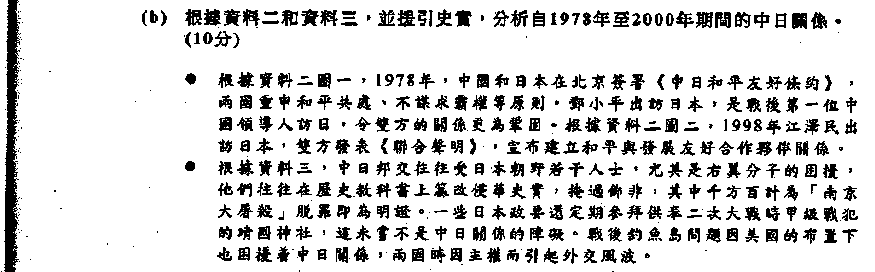 (b) 根據資料二和資料三,並援引史實,分析自1978年至2000年期間的中日關係。
(10分)
● 根據資料二圖一,1978年,中國和日本在北京簽署《中日和平友好條約》,
兩國重申和平共處、不謀求霸權等原則。鄧小平出訪日本,是戰後第一位中
國領導人訪日,令雙方的關係更為鞏固。根據資料二圖二,1998年江澤民出
訪日本,雙方發表《聯合聲明》,宣布建立和平與發展友好合作夥伴關係。
● 根據資料三,中日邦交往往受日本朝野若干人士,尤其是右翼分子的困擾,
他們往往在歷史教科書上篡改侵華史實,掩過飾非,其中千方百計為「南京
大屠殺」脫罪即為明證。一些日本政要還定期參拜供奉二次大戰時甲級戰犯
的靖國神社,這未嘗不是中日關係的障礙。戰後釣魚島問題因美國的布置下
也困擾着中日關係,兩國時因主權而引起外交風波。